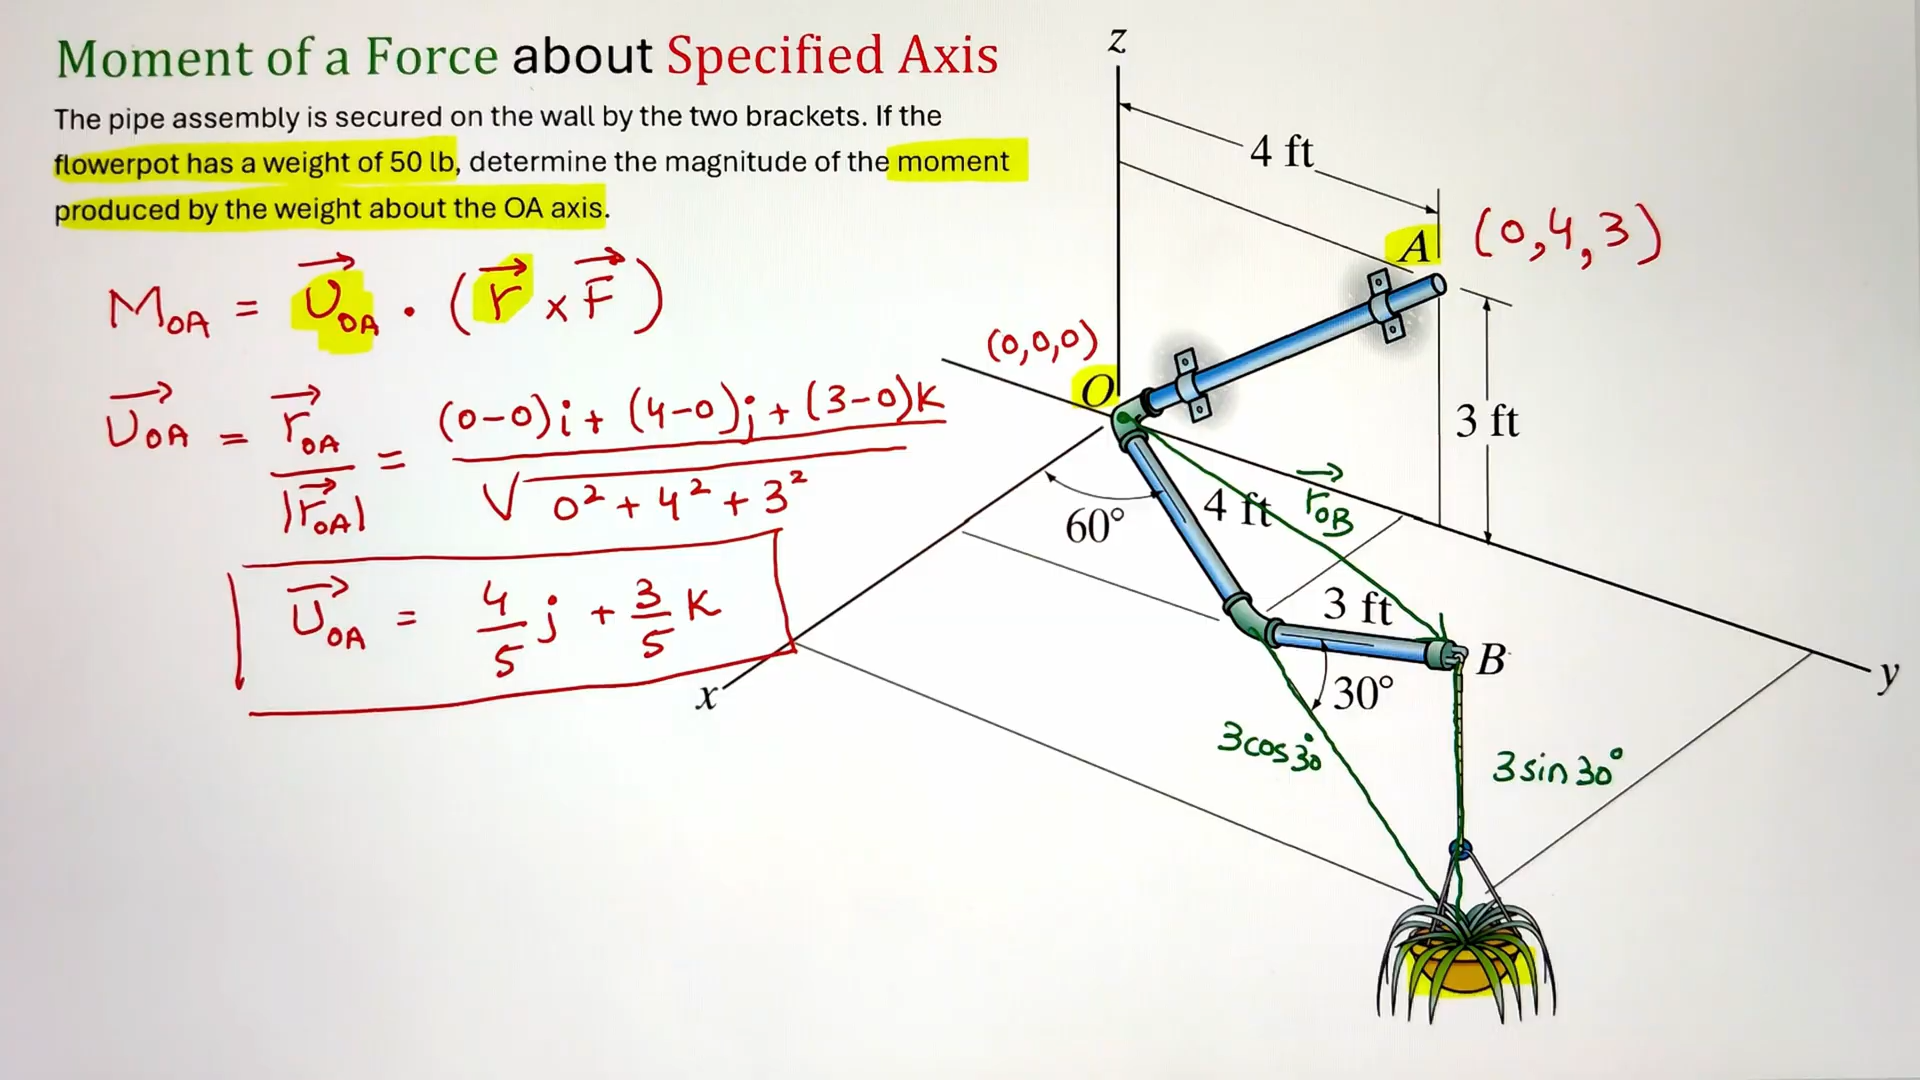 Moment of a Force about Specified Axis
The pipe assembly is secured on the wall by the two brackets. If the
flowerpot has a weight of 50 lb, determine the magnitude of the moment
produced by the weight about the OA axis.
M_OA = U_OA · (r × F)
U_OA = r_OA / |r_OA| = (0-0)i + (4-0)j + (3-0)K / √(0² + 4² + 3²)
U_OA = 4/5 j + 3/5 K
z
4 ft
A (0,4,3)
(0,0,0)
O
3 ft
60°
4 ft
r_OB
3 ft
B
30°
x
y
3cos30°
3sin30°